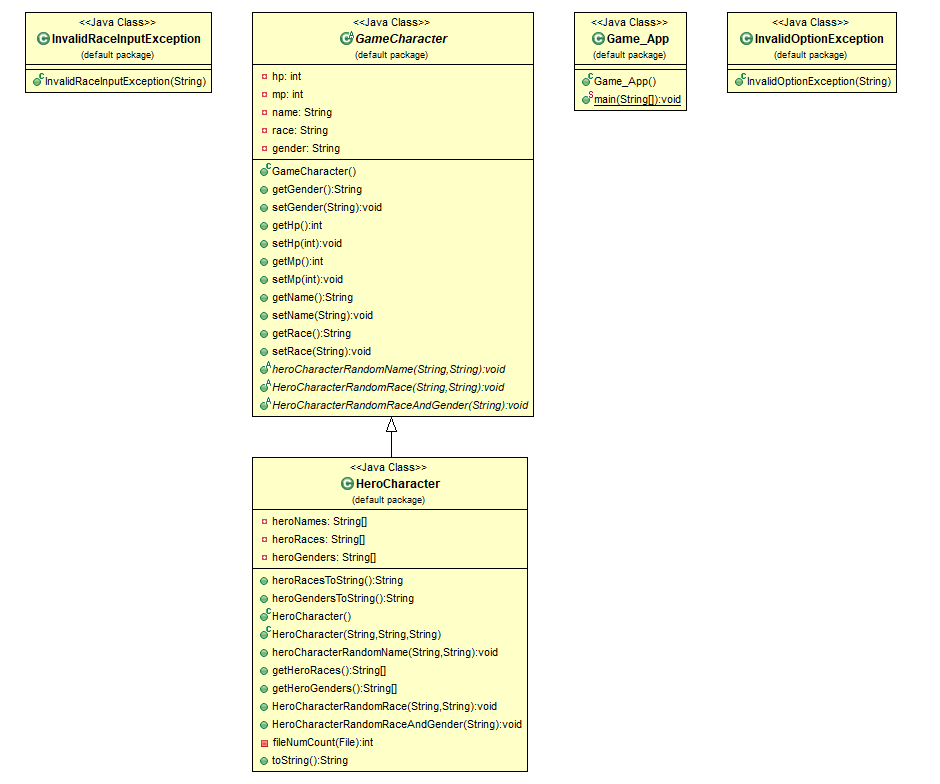 <<Java Class>>
InvalidRaceInputException
(default package)
InvalidRaceInputException(String)
<<Java Class>>
GameCharacter
(default package)
hp: int
mp: int
name: String
race: String
gender: String
GameCharacter()
getGender():String
setGender(String):void
getHp():int
setHp(int):void
getMp():int
setMp(int):void
getName():String
setName(String):void
getRace():String
setRace(String):void
heroCharacterRandomName(String,String):void
HeroCharacterRandomRace(String,String):void
HeroCharacterRandomRaceAndGender(String):void
<<Java Class>>
Game_App
(default package)
Game_App()
main(String[]):void
<<Java Class>>
InvalidOptionException
(default package)
InvalidOptionException(String)
<<Java Class>>
HeroCharacter
(default package)
heroNames: String[]
heroRaces: String[]
heroGenders: String[]
heroRacesToString():String
heroGendersToString():String
HeroCharacter()
HeroCharacter(String,String,String)
heroCharacterRandomName(String,String):void
getHeroRaces():String[]
getHeroGenders():String[]
HeroCharacterRandomRace(String,String):void
HeroCharacterRandomRaceAndGender(String):void
fileNumCount(File):int
toString():String